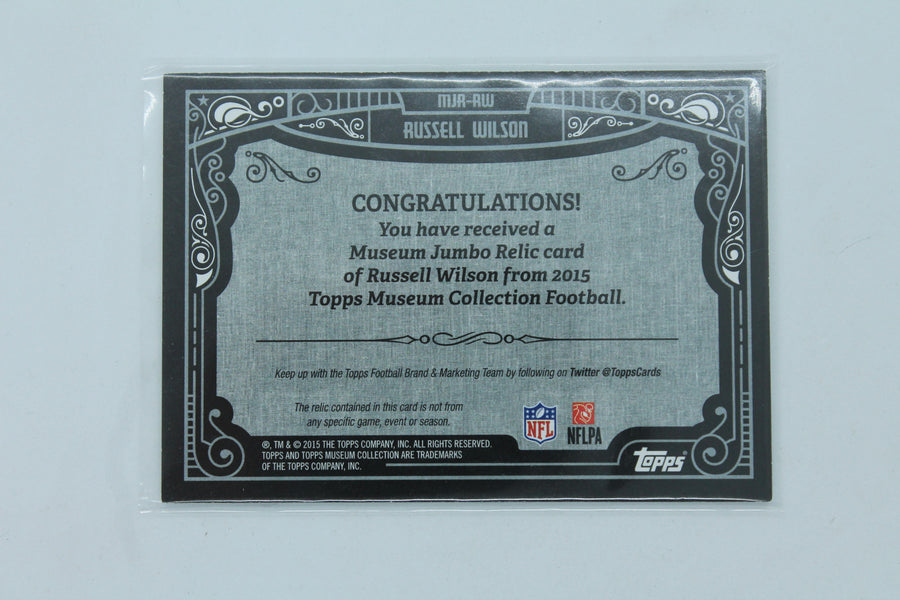 MJR-RW
RUSSELL WILSON
CONGRATULATIONS!
You have received a
Museum Jumbo Relic card
of Russell Wilson from 2015
Topps Museum Collection Football.
Keep up with the Topps Football Brand & Marketing Team by following on Twitter @ToppsCards
The relic contained in this card is not from
any specific game, event or season.
NFL
NFLPA
®, TM & © 2015 THE TOPPS COMPANY, INC. ALL RIGHTS RESERVED.
TOPPS AND TOPPS MUSEUM COLLECTION ARE TRADEMARKS
OF THE TOPPS COMPANY, INC.
Topps®